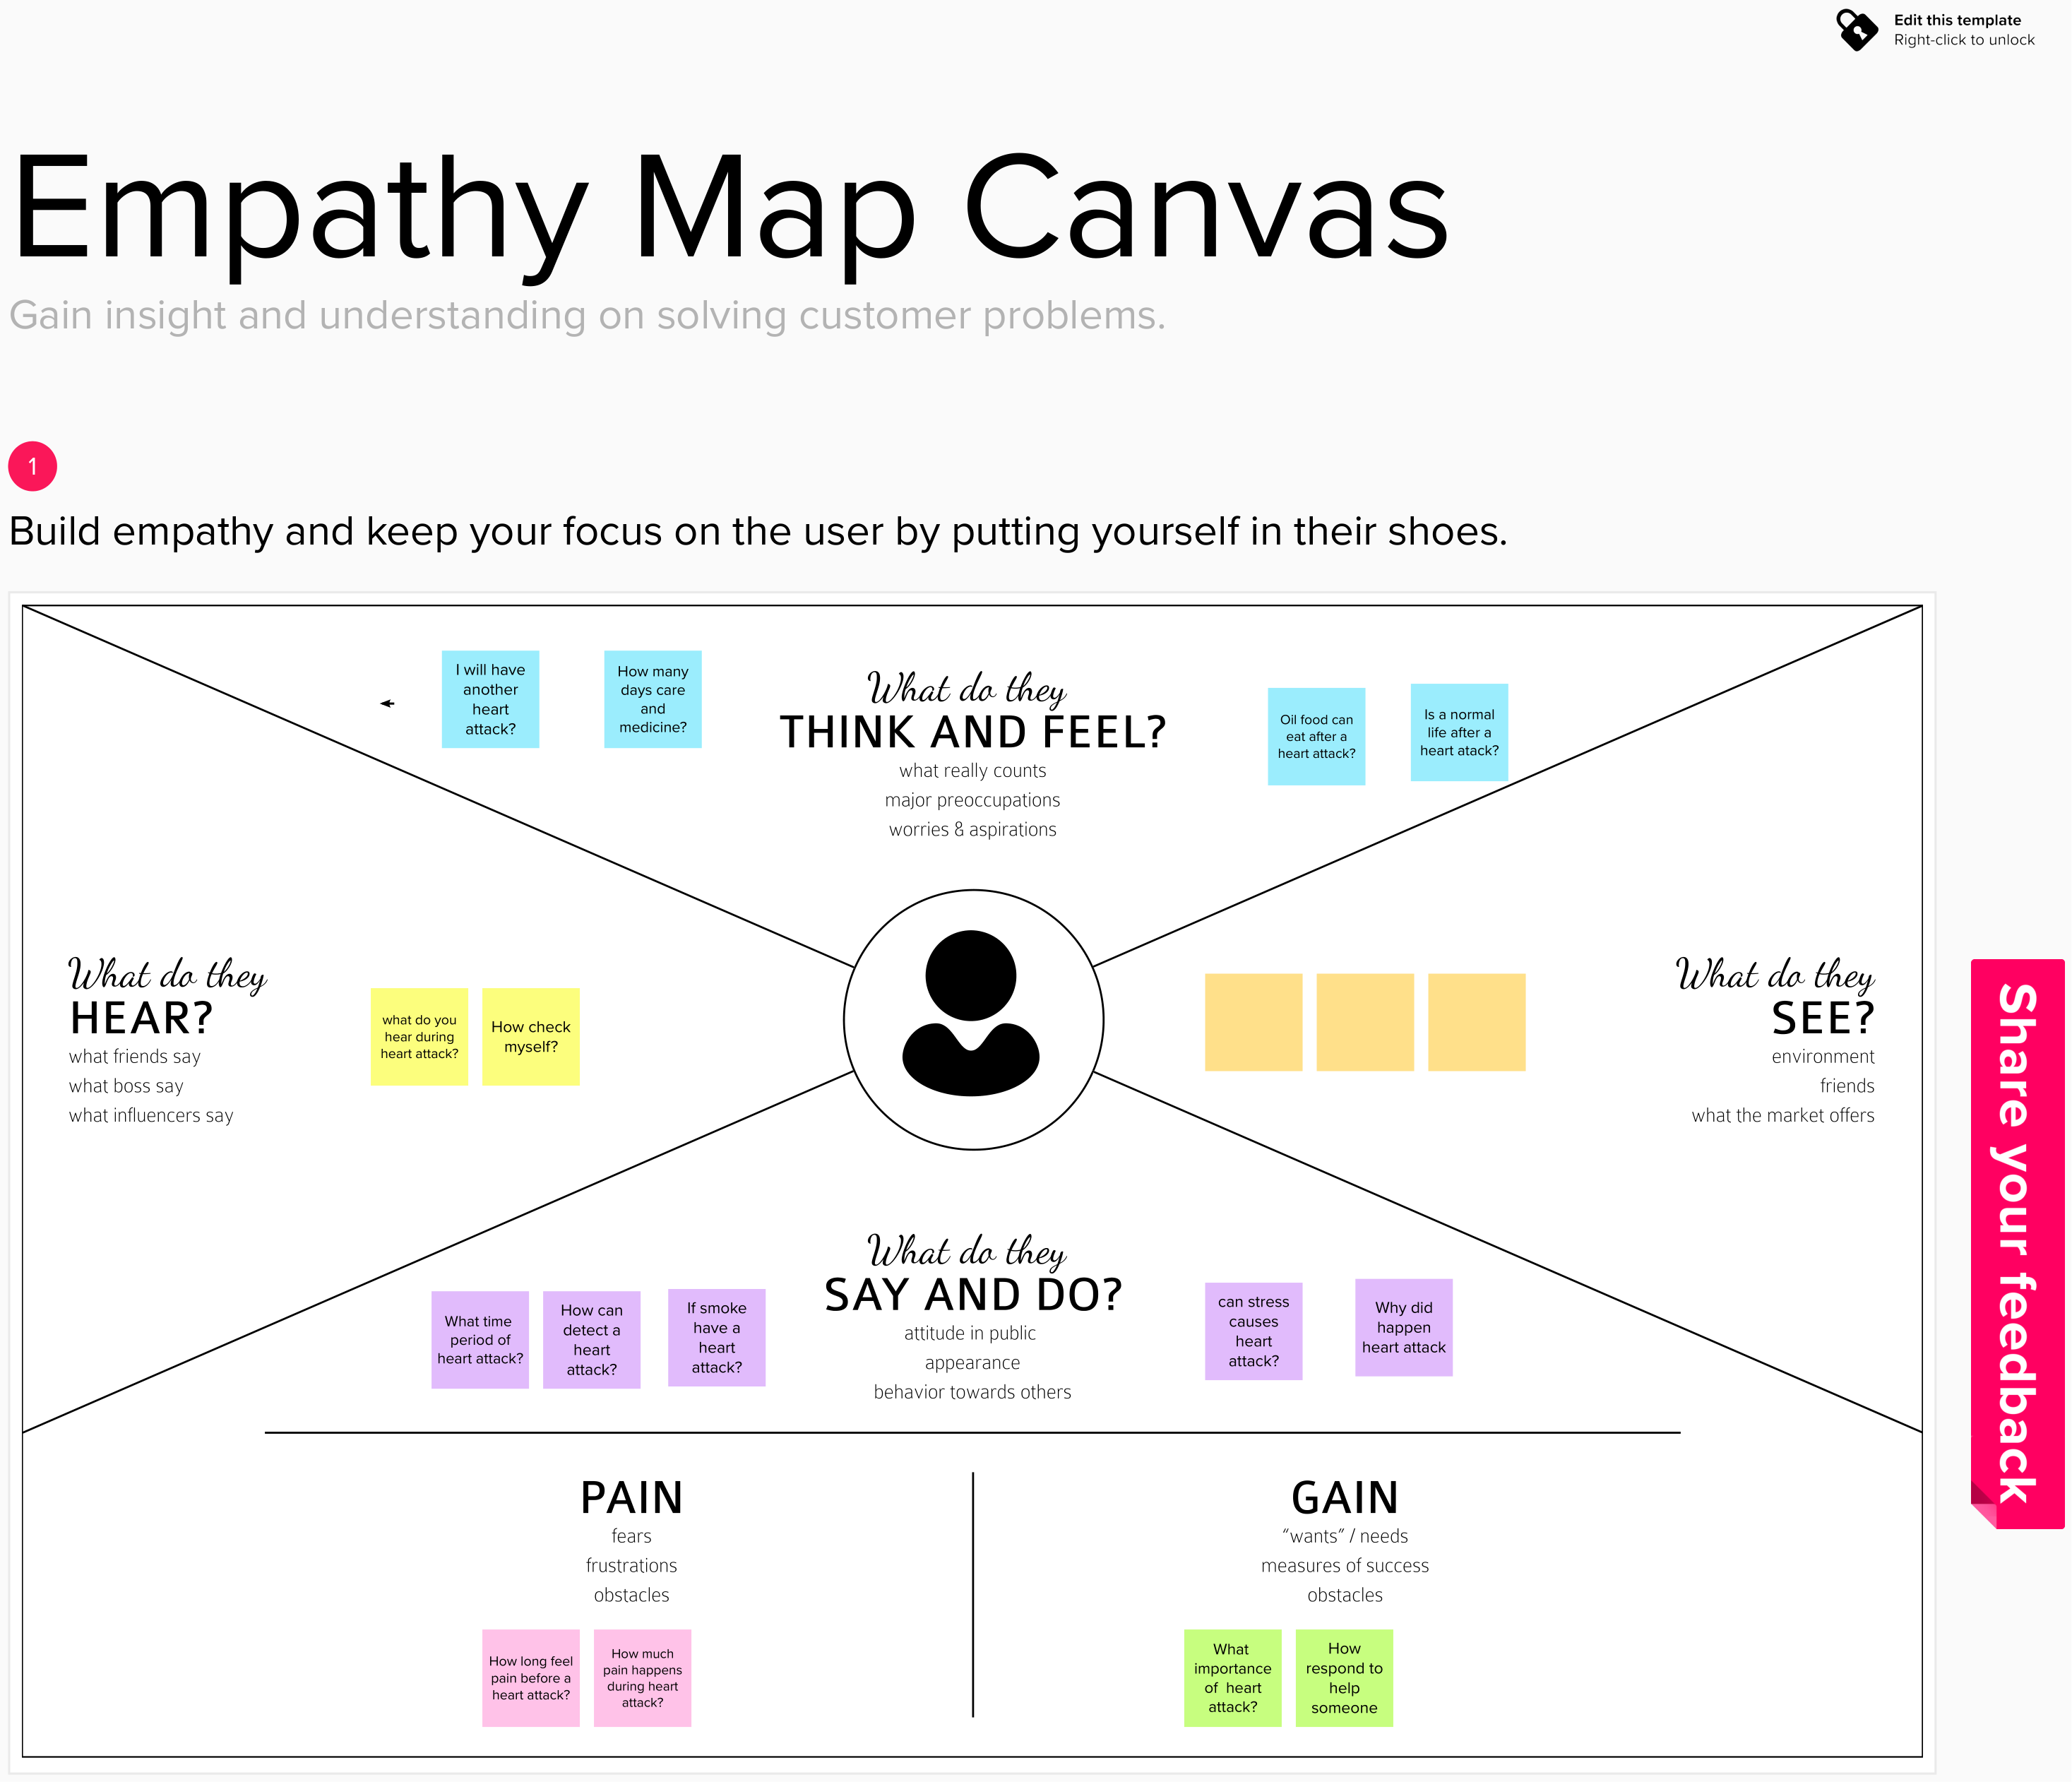 Edit this template
Right-click to unlock
Empathy Map Canvas
Gain insight and understanding on solving customer problems.
1
Build empathy and keep your focus on the user by putting yourself in their shoes.
I will have
another
heart
attack?
How many
days care
and
medicine?
What do they
THINK AND FEEL?
what really counts
major preoccupations
worries & aspirations
Oil food can
eat after a
heart attack?
Is a normal
life after a
heart atack?
What do they
HEAR?
what friends say
what boss say
what influencers say
what do you
hear during
heart attack?
How check
myself?
What do they
SEE?
environment
friends
what the market offers
What do they
SAY AND DO?
attitude in public
appearance
behavior towards others
What time
period of
heart attack?
How can
detect a
heart
attack?
If smoke
have a
heart
attack?
can stress
causes
heart
attack?
Why did
happen
heart attack
PAIN
fears
frustrations
obstacles
How long feel
pain before a
heart attack?
How much
pain happens
during heart
attack?
GAIN
“wants” / needs
measures of success
obstacles
What
importance
of heart
attack?
How
respond to
help
someone
Share your feedback